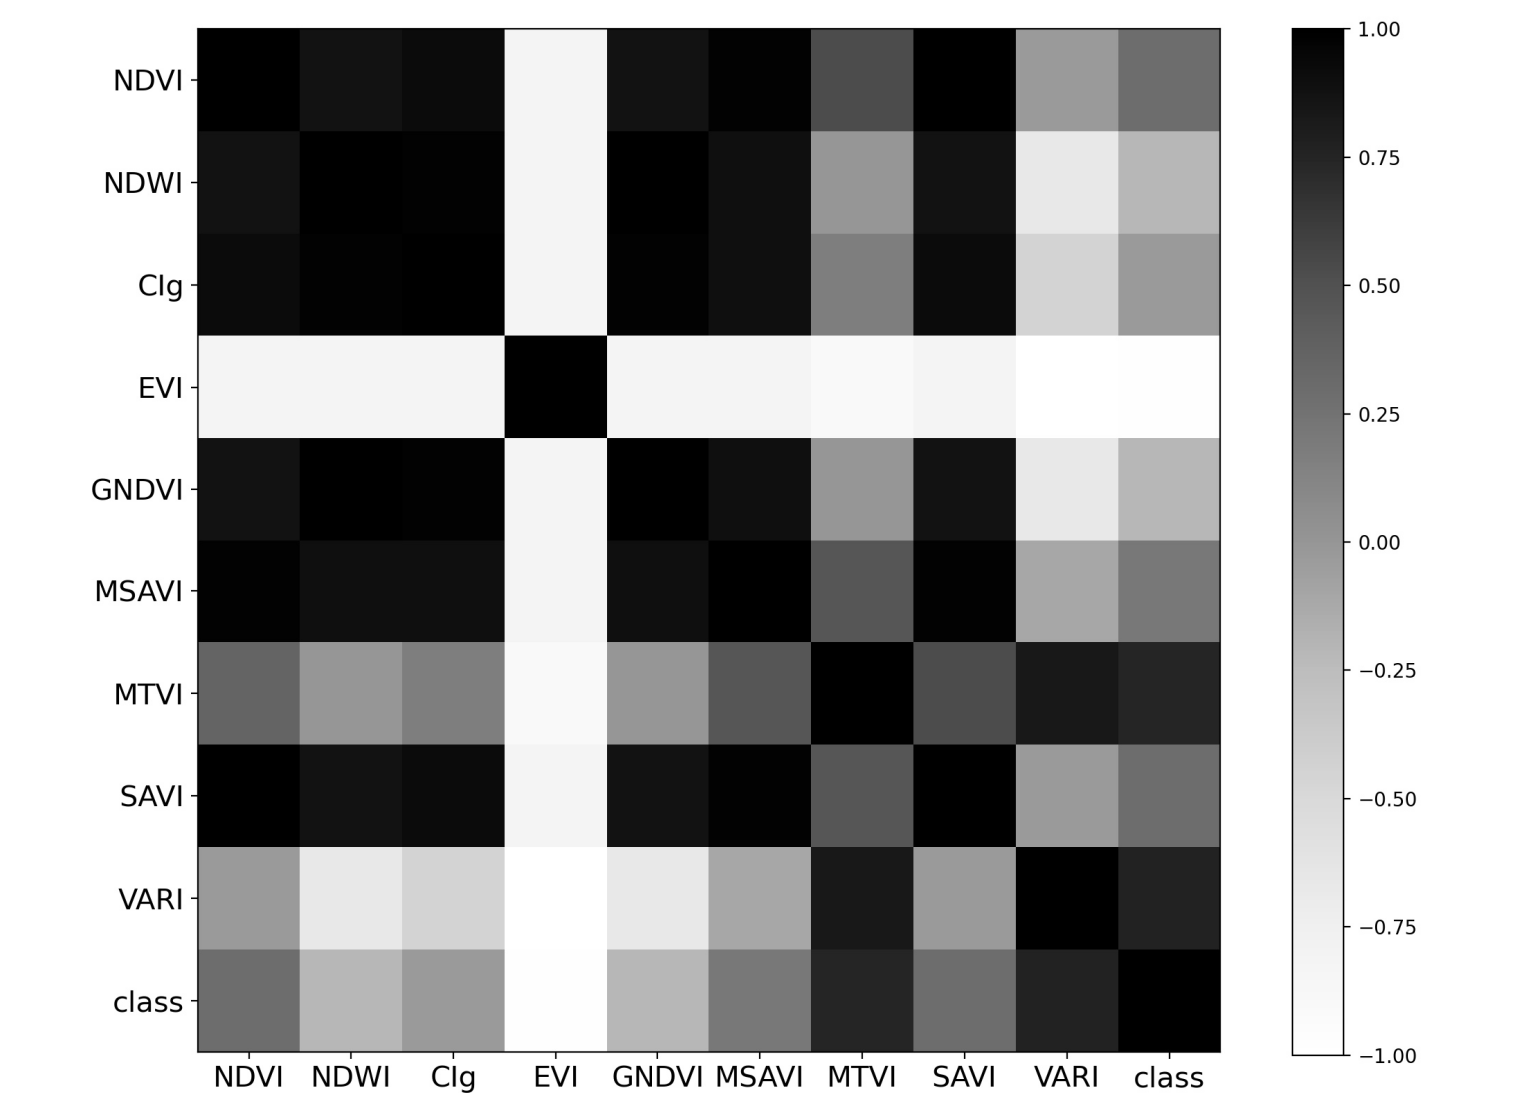 NDVI
NDWI
CIg
EVI
GNDVI
MSAVI
MTVI
SAVI
VARI
class
NDVI NDWI CIg EVI GNDVI MSAVI MTVI SAVI VARI class
1.00
0.75
0.50
0.25
0.00
−0.25
−0.50
−0.75
−1.00